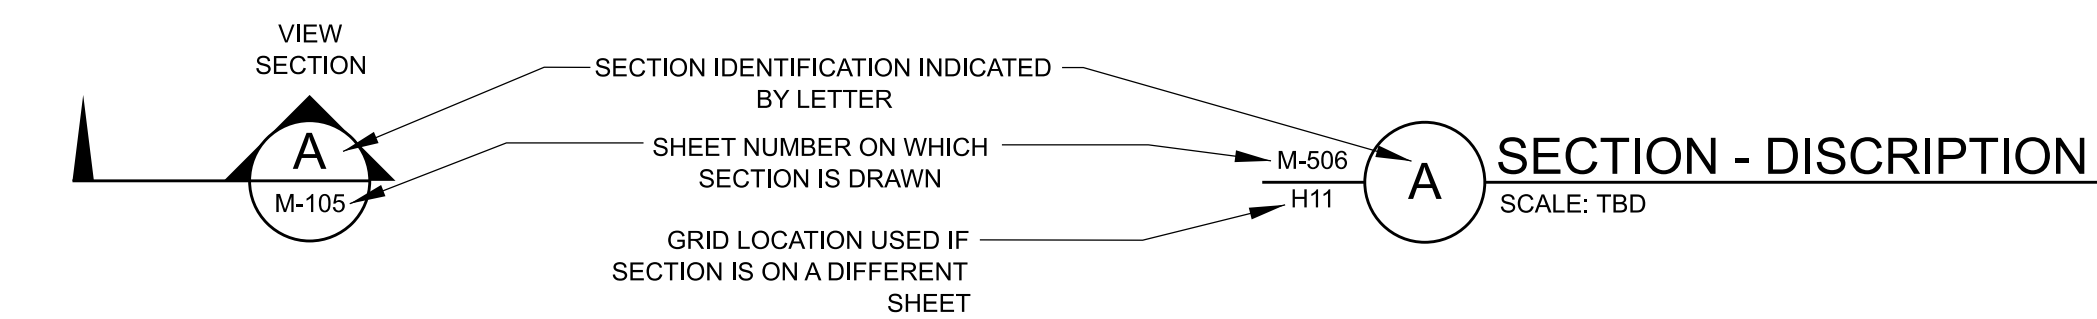 VIEW
SECTION
A
M-105
SECTION IDENTIFICATION INDICATED
BY LETTER
SHEET NUMBER ON WHICH
SECTION IS DRAWN
GRID LOCATION USED IF
SECTION IS ON A DIFFERENT
SHEET
M-506
H11
A
SECTION - DISCRIPTION
SCALE: TBD